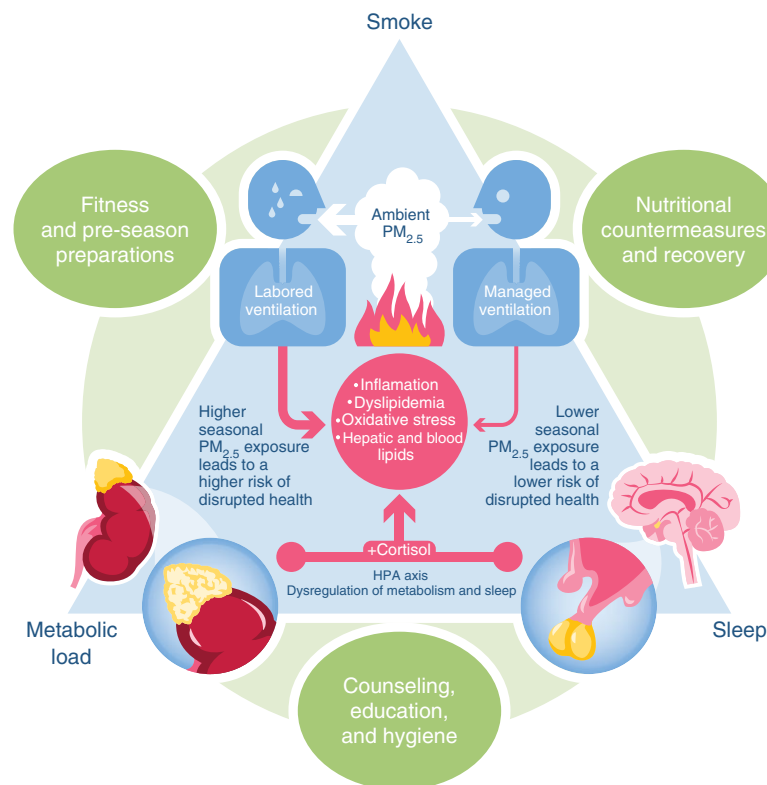 Smoke
Fitness
and pre-season
preparations
Nutritional
countermeasures
and recovery
Ambient
PM2.5
Labored
ventilation
Managed
ventilation
•Inflamation
•Dyslipidemia
•Oxidative stress
•Hepatic and blood
lipids
Higher
seasonal
PM2.5 exposure
leads to a
higher risk of
disrupted health
Lower
seasonal
PM2.5 exposure
leads to a
lower risk of
disrupted health
+Cortisol
HPA axis
Dysregulation of metabolism and sleep
Metabolic
load
Sleep
Counseling,
education,
and hygiene